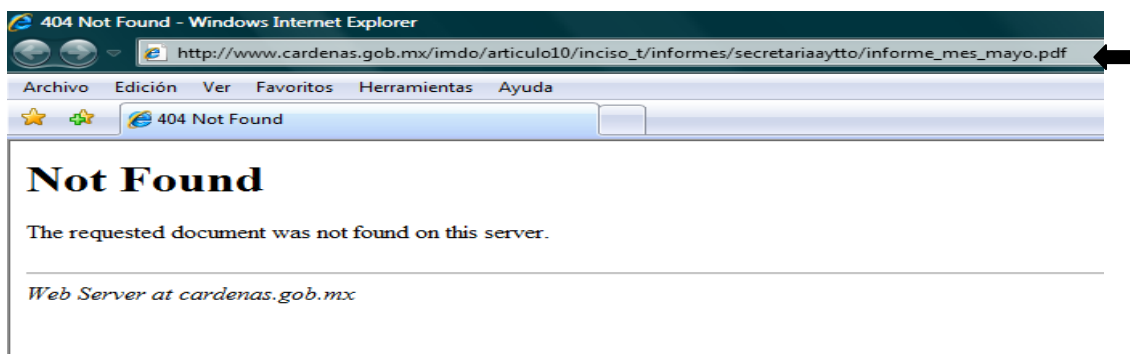 404 Not Found - Windows Internet Explorer
http://www.cardenas.gob.mx/imdo/articulo10/inciso_t/informes/secretariaaytto/informe_mes_mayo.pdf
Archivo Edición Ver Favoritos Herramientas Ayuda
404 Not Found
Not Found
The requested document was not found on this server.
Web Server at cardenas.gob.mx